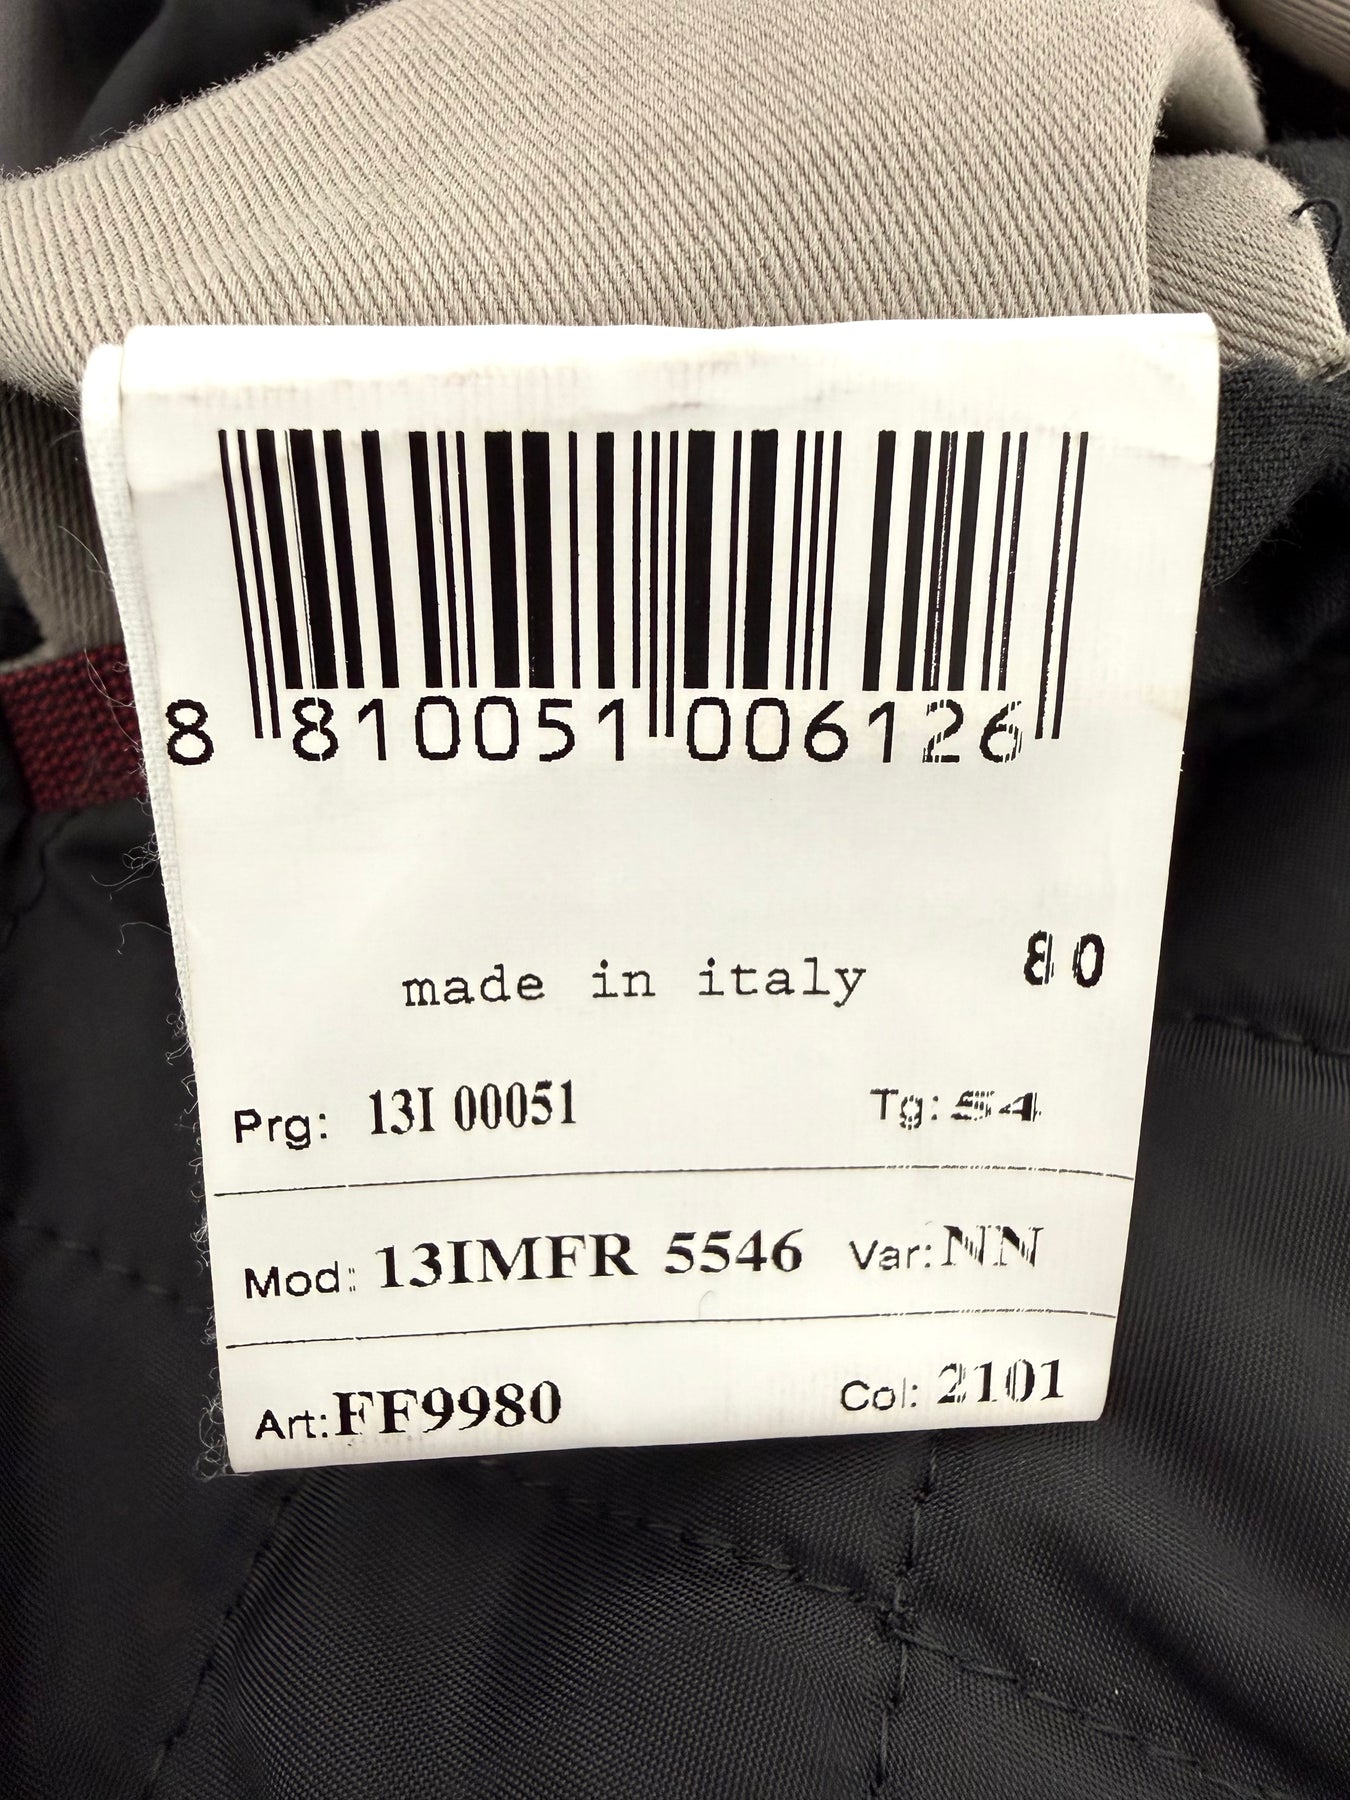 8 810051 006126
made in italy 80
Prg: 13I 00051 Tg: 54
Mod: 13IMFR 5546 Var: NN
Art: FF9980 Col: 2101